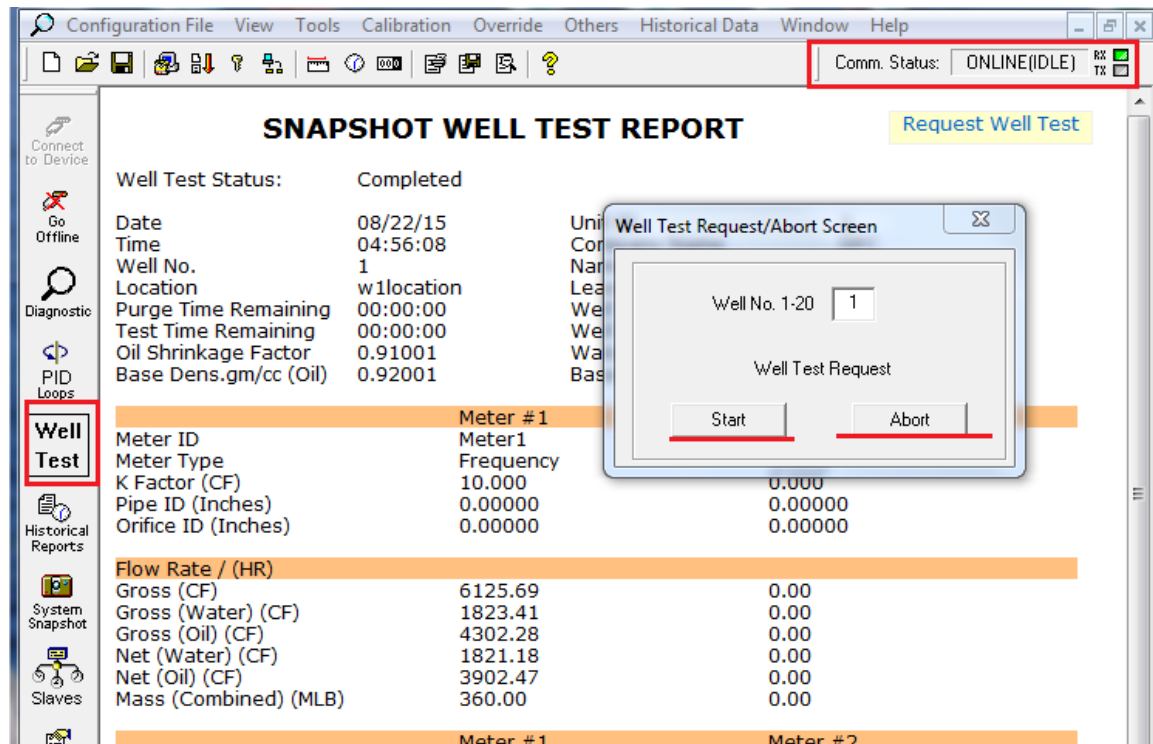 Configuration File View Tools Calibration Override Others Historical Data Window Help
Comm. Status: ONLINE(IDLE) RX
TX
Connect
to Device
Go
Offline
Diagnostic
PID
Loops
Well
Test
Historical
Reports
System
Snapshot
Slaves
SNAPSHOT WELL TEST REPORT
Request Well Test
Well Test Status: Completed
Date 08/22/15
Time 04:56:08
Well No. 1
Location w1location
Purge Time Remaining 00:00:00
Test Time Remaining 00:00:00
Oil Shrinkage Factor 0.91001
Base Dens.gm/cc (Oil) 0.92001
Well Test Request/Abort Screen
Well No. 1-20 1
Well Test Request
Start Abort
Meter #1
Meter ID Meter1
Meter Type Frequency
K Factor (CF) 10.000 0.000
Pipe ID (Inches) 0.00000 0.00000
Orifice ID (Inches) 0.00000 0.00000
Flow Rate / (HR)
Gross (CF) 6125.69 0.00
Gross (Water) (CF) 1823.41 0.00
Gross (Oil) (CF) 4302.28 0.00
Net (Water) (CF) 1821.18 0.00
Net (Oil) (CF) 3902.47 0.00
Mass (Combined) (MLB) 360.00 0.00
Meter #1 Meter #2